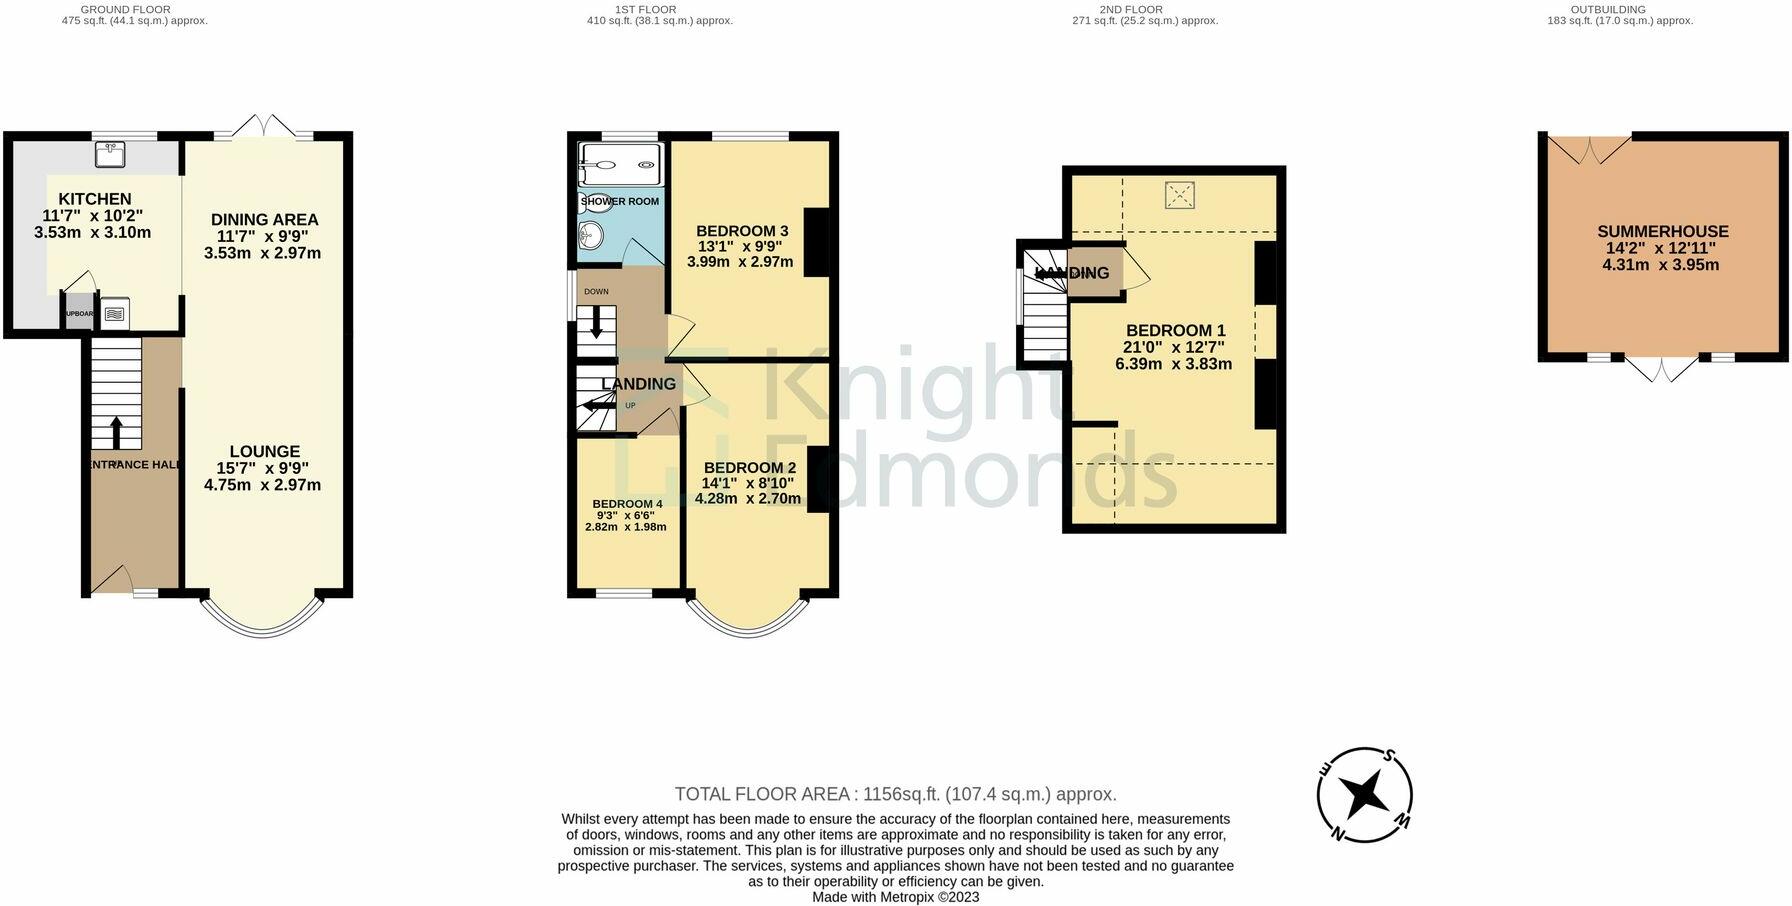 GROUND FLOOR
475 sq.ft. (44.1 sq.m.) approx.
1ST FLOOR
410 sq.ft. (38.1 sq.m.) approx.
2ND FLOOR
271 sq.ft. (25.2 sq.m.) approx.
OUTBUILDING
183 sq.ft. (17.0 sq.m.) approx.
KITCHEN
11'7" x 10'2"
3.53m x 3.10m
DINING AREA
11'7" x 9'9"
3.53m x 2.97m
UPBOAR
ENTRANCE HALL
LOUNGE
15'7" x 9'9"
4.75m x 2.97m
SHOWER ROOM
BEDROOM 3
13'1" x 9'9"
3.99m x 2.97m
DOWN
LANDING
UP
BEDROOM 2
14'1" x 8'10"
4.28m x 2.70m
BEDROOM 4
9'3" x 6'6"
2.82m x 1.98m
LANDING
BEDROOM 1
21'0" x 12'7"
6.39m x 3.83m
SUMMERHOUSE
14'2" x 12'11"
4.31m x 3.95m
Knight
Edmonds
S
E
W
N
TOTAL FLOOR AREA : 1156sq.ft. (107.4 sq.m.) approx.
Whilst every attempt has been made to ensure the accuracy of the floorplan contained here, measurements
of doors, windows, rooms and any other items are approximate and no responsibility is taken for any error,
omission or mis-statement. This plan is for illustrative purposes only and should be used as such by any
prospective purchaser. The services, systems and appliances shown have not been tested and no guarantee
as to their operability or efficiency can be given.
Made with Metropix ©2023